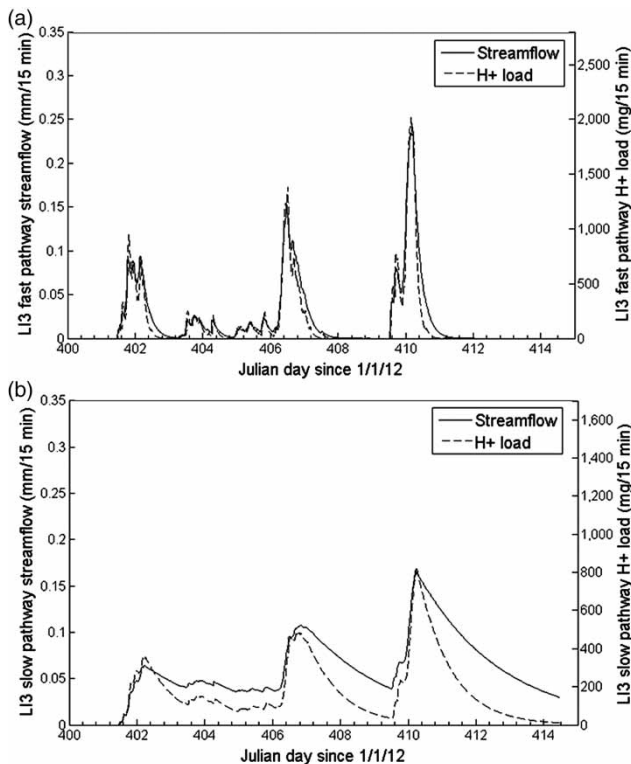 (a)
0.35
0.3
0.25
0.2
0.15
0.1
0.05
0
LI3 fast pathway streamflow (mm/15 min)
Streamflow
H+ load
2,500
2,000
1,500
1,000
500
0
LI3 fast pathway H+ load (mg/15 min)
400 402 404 406 408 410 412 414
Julian day since 1/1/12
(b)
0.35
0.3
0.25
0.2
0.15
0.1
0.05
0
LI3 slow pathway streamflow (mm/15 min)
Streamflow
H+ load
1,600
1,400
1,200
1,000
800
600
400
200
0
LI3 slow pathway H+ load (mg/15 min)
400 402 404 406 408 410 412 414
Julian day since 1/1/12